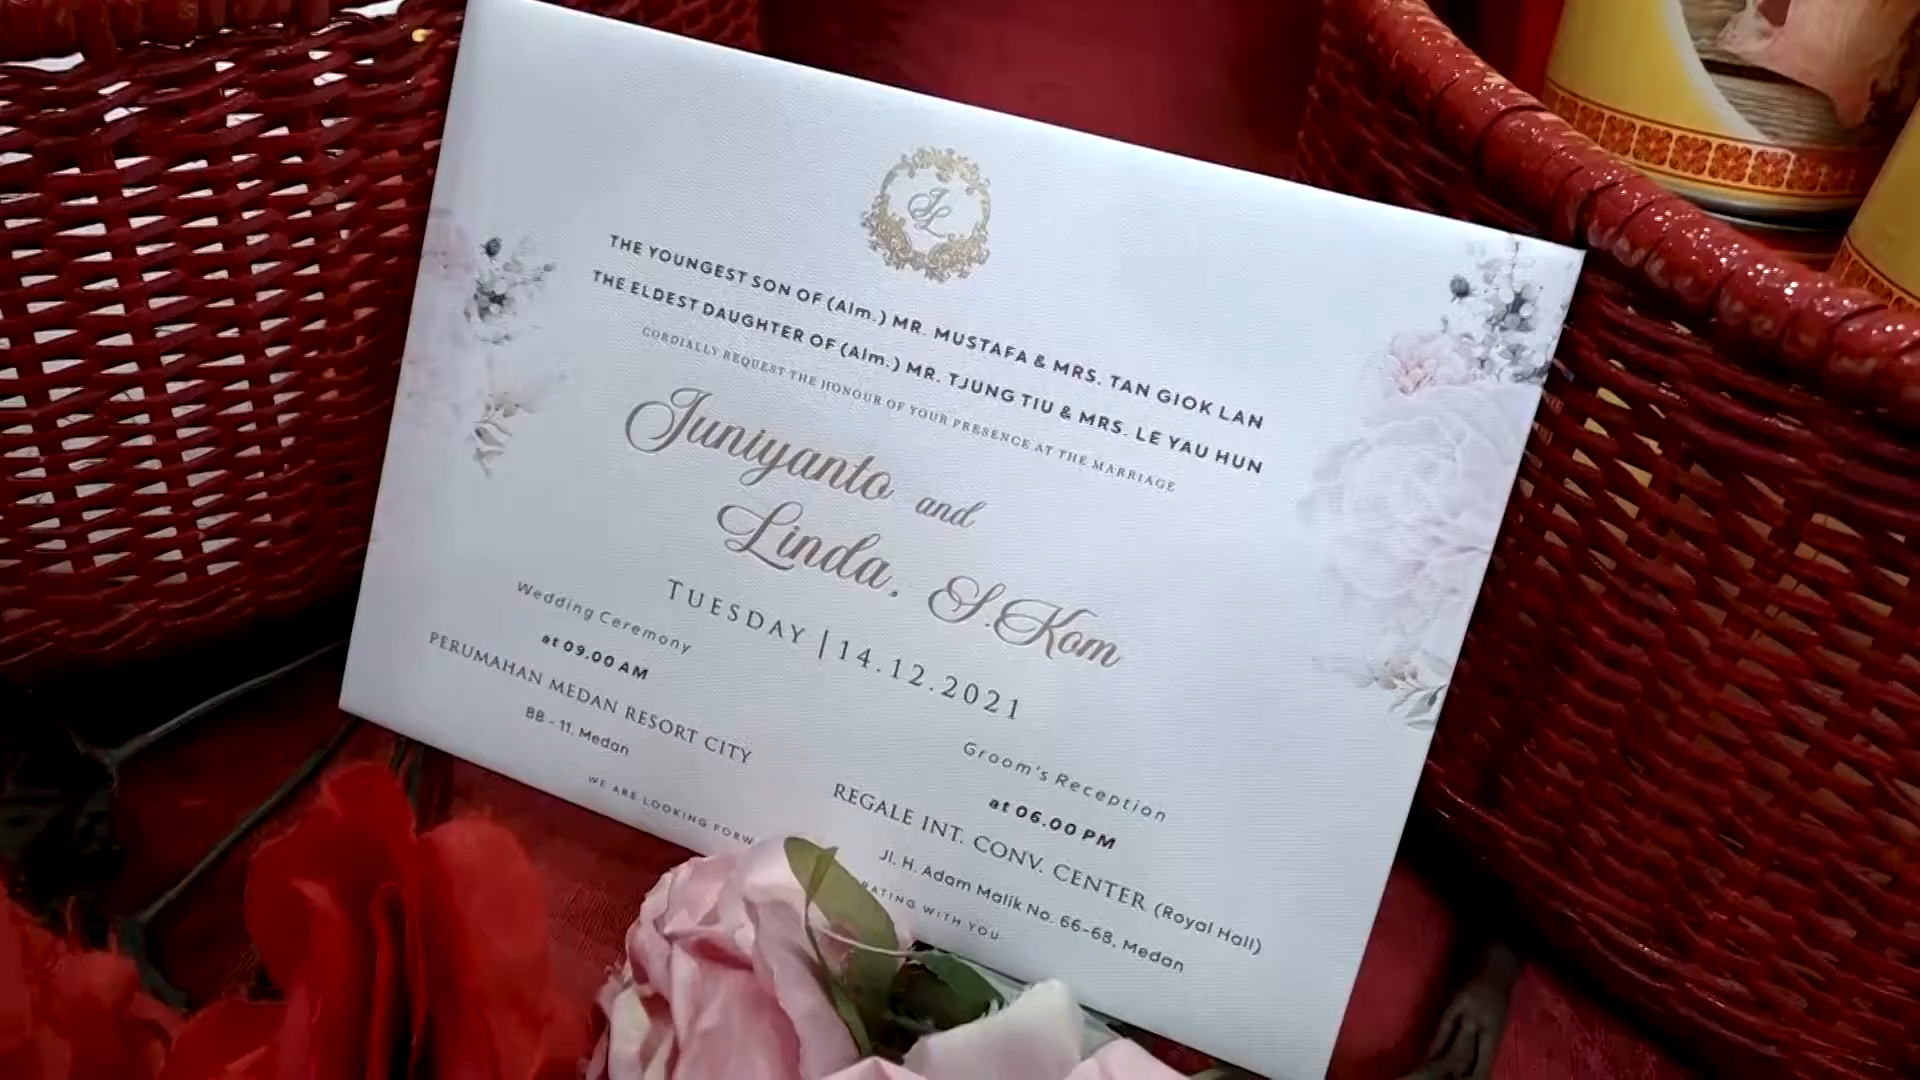 JL
THE YOUNGEST SON OF (Alm.) MR. MUSTAFA & MRS. TAN GIOK LAN
THE ELDEST DAUGHTER OF (Alm.) MR. TJUNG TIU & MRS. LE YAU HUN
CORDIALLY REQUEST THE HONOUR OF YOUR PRESENCE AT THE MARRIAGE
Juniyanto and
Linda, S.Kom
TUESDAY | 14.12.2021
Wedding Ceremony
at 09.00 AM
PERUMAHAN MEDAN RESORT CITY
BB - 11, Medan
Groom's Reception
at 06.00 PM
REGALE INT. CONV. CENTER (Royal Hall)
Jl. H. Adam Malik No. 66-68, Medan
WE ARE LOOKING WITH YOU